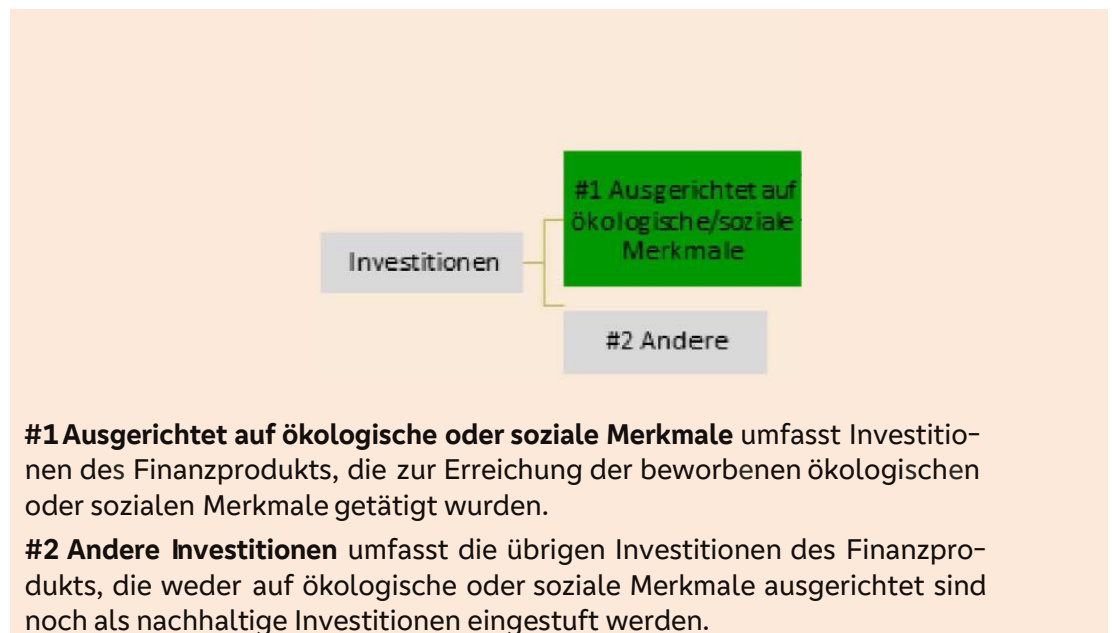 #1 Ausgerichtet auf
ökologische/soziale
Merkmale
Investitionen
#2 Andere
#1 Ausgerichtet auf ökologische oder soziale Merkmale umfasst Investitio-
nen des Finanzprodukts, die zur Erreichung der beworbenen ökologischen
oder sozialen Merkmale getätigt wurden.
#2 Andere Investitionen umfasst die übrigen Investitionen des Finanzpro-
dukts, die weder auf ökologische oder soziale Merkmale ausgerichtet sind
noch als nachhaltige Investitionen eingestuft werden.